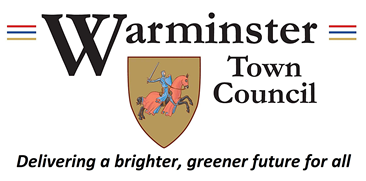 Warminster
Town
Council
Delivering a brighter, greener future for all